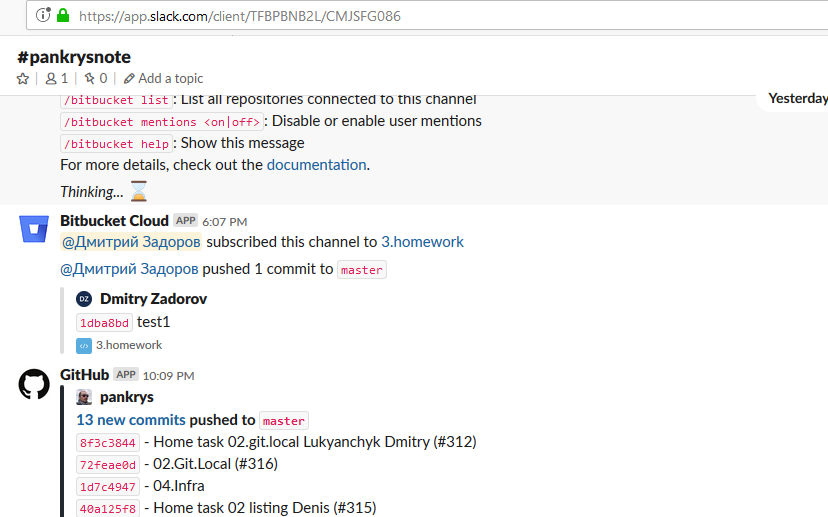 https://app.slack.com/client/TFBPBNB2L/CMJSFG086
#pankrysnote
1 | 0 | Add a topic
Yesterday
/bitbucket list: List all repositories connected to this channel
/bitbucket mentions <on|off>: Disable or enable user mentions
/bitbucket help: Show this message
For more details, check out the documentation.
Thinking...
Bitbucket Cloud APP 6:07 PM
@Дмитрий Задоров subscribed this channel to 3.homework
@Дмитрий Задоров pushed 1 commit to master
DZ Dmitry Zadorov
1dba8bd test1
3.homework
GitHub APP 10:09 PM
pankrys
13 new commits pushed to master
8f3c3844 - Home task 02.git.local Lukyanchyk Dmitry (#312)
72feae0d - 02.Git.Local (#316)
1d7c4947 - 04.Infra
40a125f8 - Home task 02 listing Denis (#315)